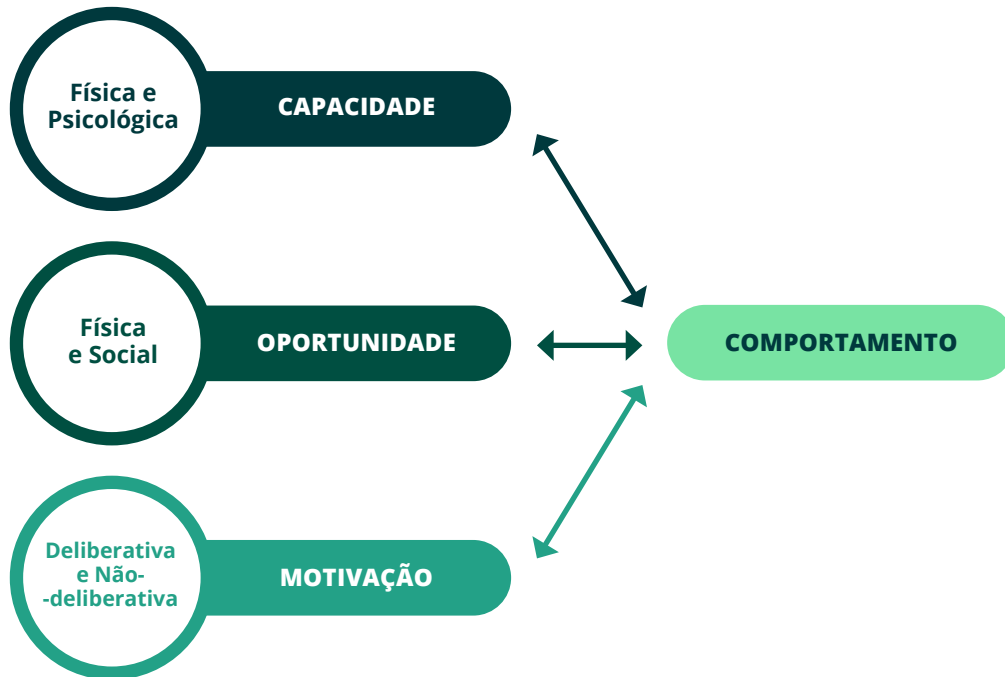 Física e
Psicológica
CAPACIDADE
Física
e Social
OPORTUNIDADE
COMPORTAMENTO
Deliberativa
e Não-
-deliberativa
MOTIVAÇÃO